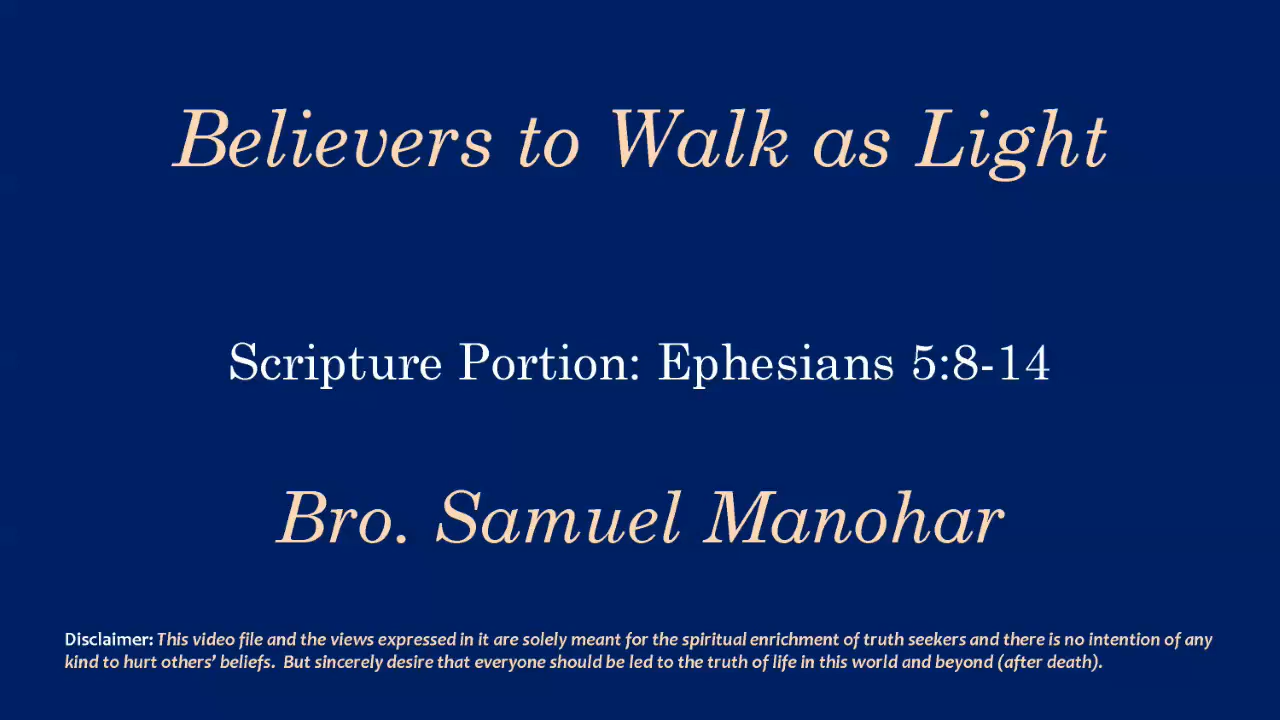 Believers to Walk as Light
Scripture Portion: Ephesians 5:8-14
Bro. Samuel Manohar
Disclaimer: This video file and the views expressed in it are solely meant for the spiritual enrichment of truth seekers and there is no intention of any
kind to hurt others' beliefs.  But sincerely desire that everyone should be led to the truth of life in this world and beyond (after death).